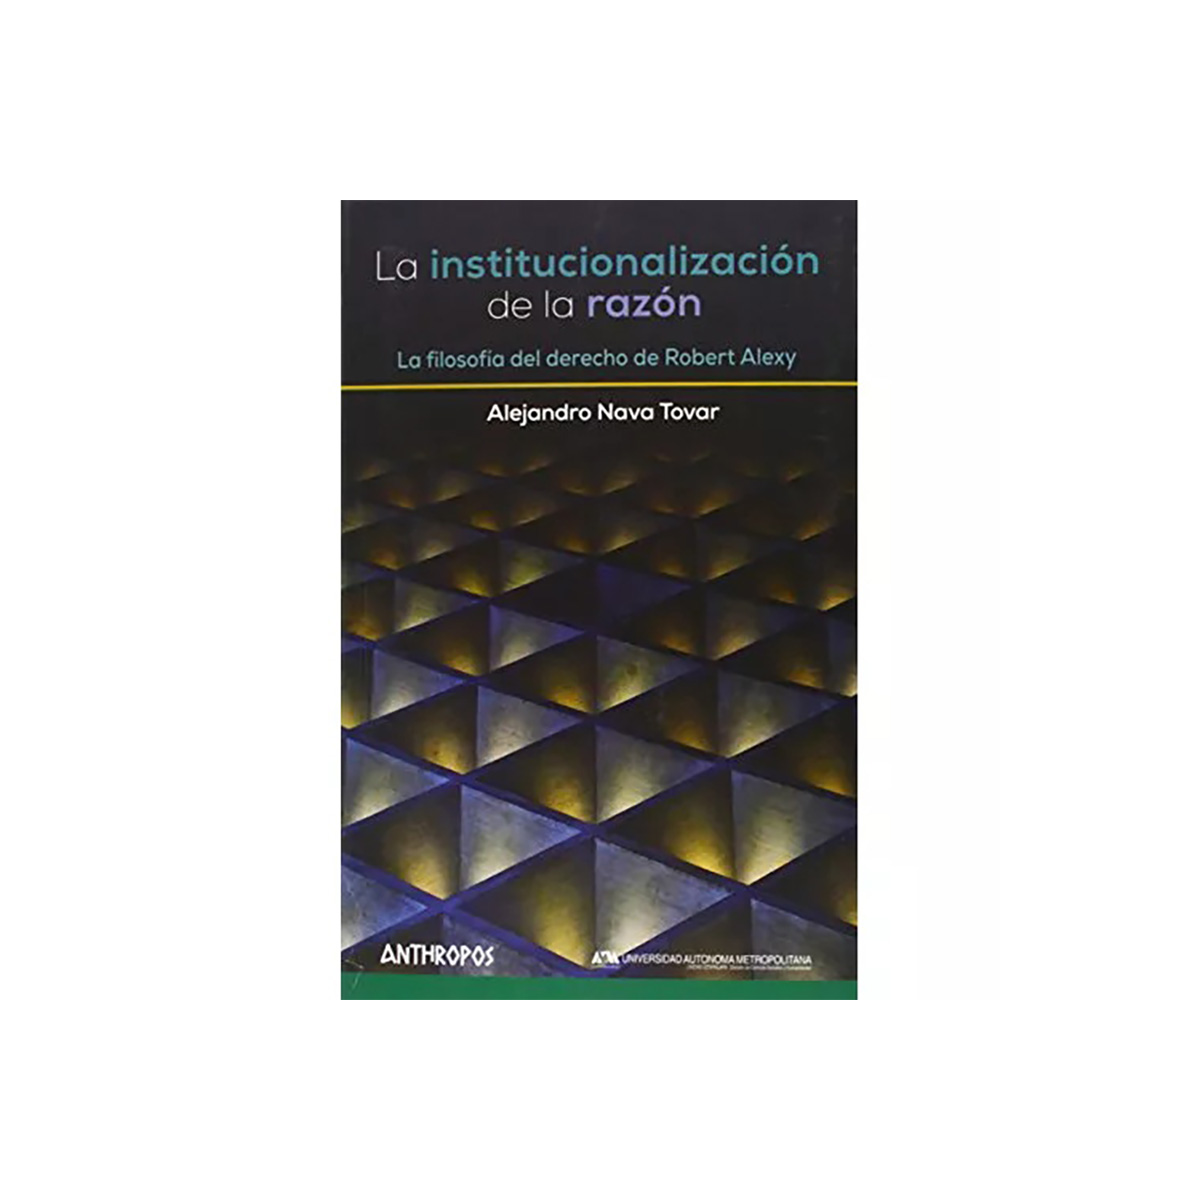 La institucionalización
de la razón
La filosofía del derecho de Robert Alexy
Alejandro Nava Tovar
ANTHROPOS
UNIVERSIDAD AUTONOMA METROPOLITANA